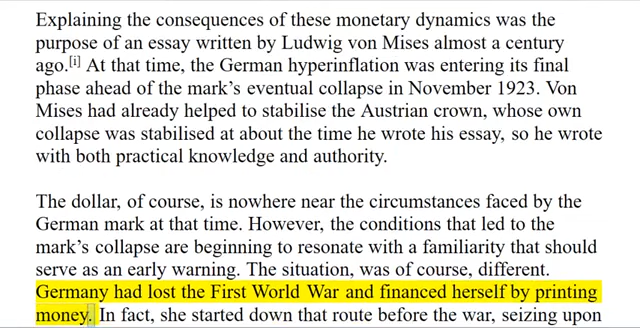 Explaining the consequences of these monetary dynamics was the
purpose of an essay written by Ludwig von Mises almost a century
ago.[i] At that time, the German hyperinflation was entering its final
phase ahead of the mark's eventual collapse in November 1923. Von
Mises had already helped to stabilise the Austrian crown, whose own
collapse was stabilised at about the time he wrote his essay, so he wrote
with both practical knowledge and authority.
The dollar, of course, is nowhere near the circumstances faced by the
German mark at that time. However, the conditions that led to the
mark's collapse are beginning to resonate with a familiarity that should
serve as an early warning. The situation, was of course, different.
Germany had lost the First World War and financed herself by printing
money. In fact, she started down that route before the war, seizing upon